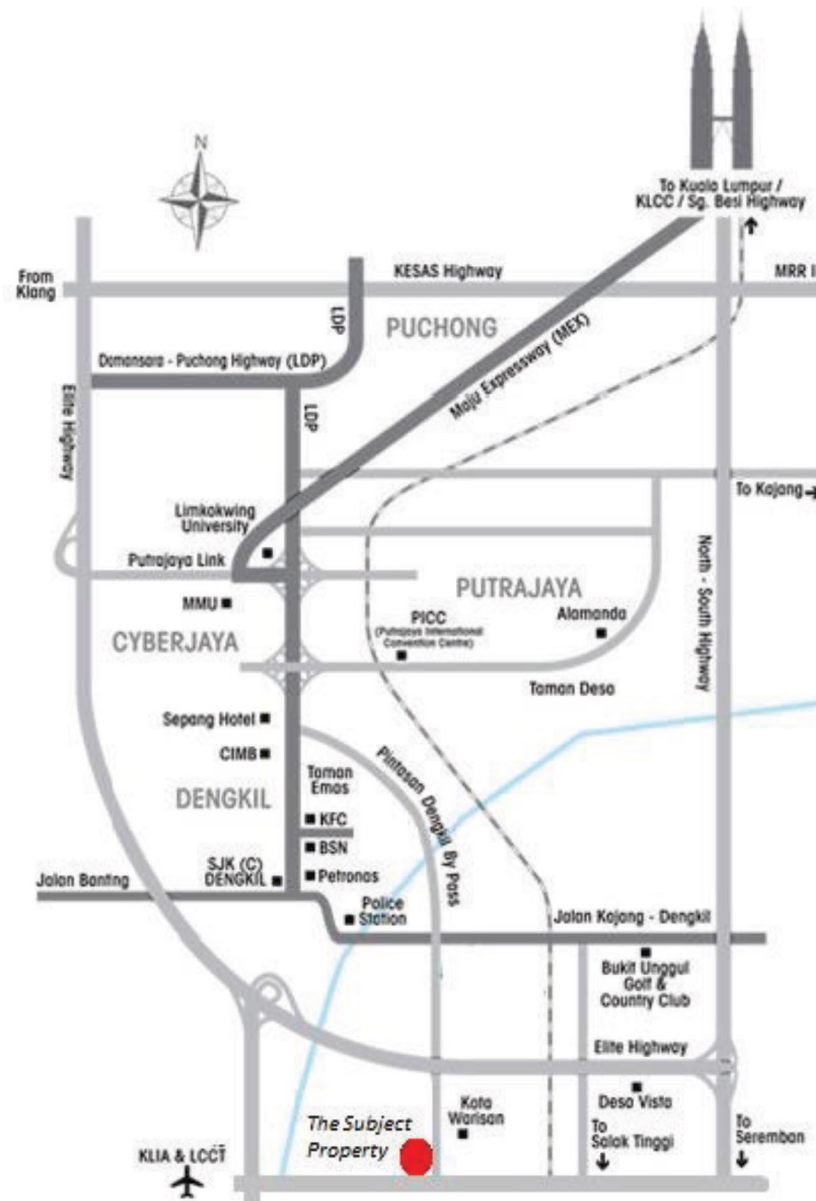 N
To Kuala Lumpur /
KLCC / Sg. Besi Highway
From
Klang
KESAS Highway
MRR II
LDP
PUCHONG
Damansara - Puchong Highway (LDP)
Maju Expressway (MEX)
Elite Highway
LDP
To Kajang
Limkokwing
University
Putrajaya Link
North - South Highway
MMU
PUTRAJAYA
PICC
(Putrajaya International
Convention Centre)
Alamanda
CYBERJAYA
Taman Desa
Sepang Hotel
CIMB
Taman
Emas
Pintasan Dengkil By Pass
DENGKIL
KFC
BSN
SJK (C)
DENGKIL
Petronas
Jalan Banting
Police
Station
Jalan Kajang - Dengkil
Bukit Unggul
Golf &
Country Club
Elite Highway
Desa Vista
Kota
Warisan
The Subject
Property
To
Salak Tinggi
To
Seremban
KLIA & LCCT